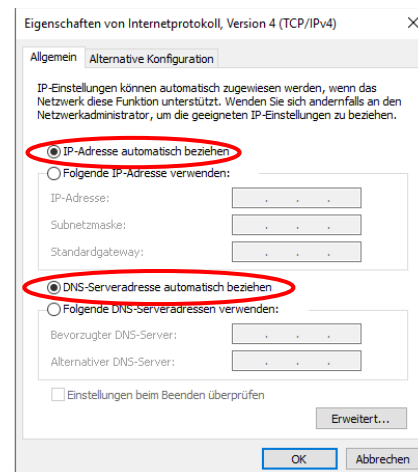 Eigenschaften von Internetprotokoll, Version 4 (TCP/IPv4)
Allgemein Alternative Konfiguration
IP-Einstellungen können automatisch zugewiesen werden, wenn das
Netzwerk diese Funktion unterstützt. Wenden Sie sich andernfalls an den
Netzwerkadministrator, um die geeigneten IP-Einstellungen zu beziehen.
IP-Adresse automatisch beziehen
Folgende IP-Adresse verwenden:
IP-Adresse:
Subnetzmaske:
Standardgateway:
DNS-Serveradresse automatisch beziehen
Folgende DNS-Serveradressen verwenden:
Bevorzugter DNS-Server:
Alternativer DNS-Server:
Einstellungen beim Beenden überprüfen
Erweitert...
OK Abbrechen